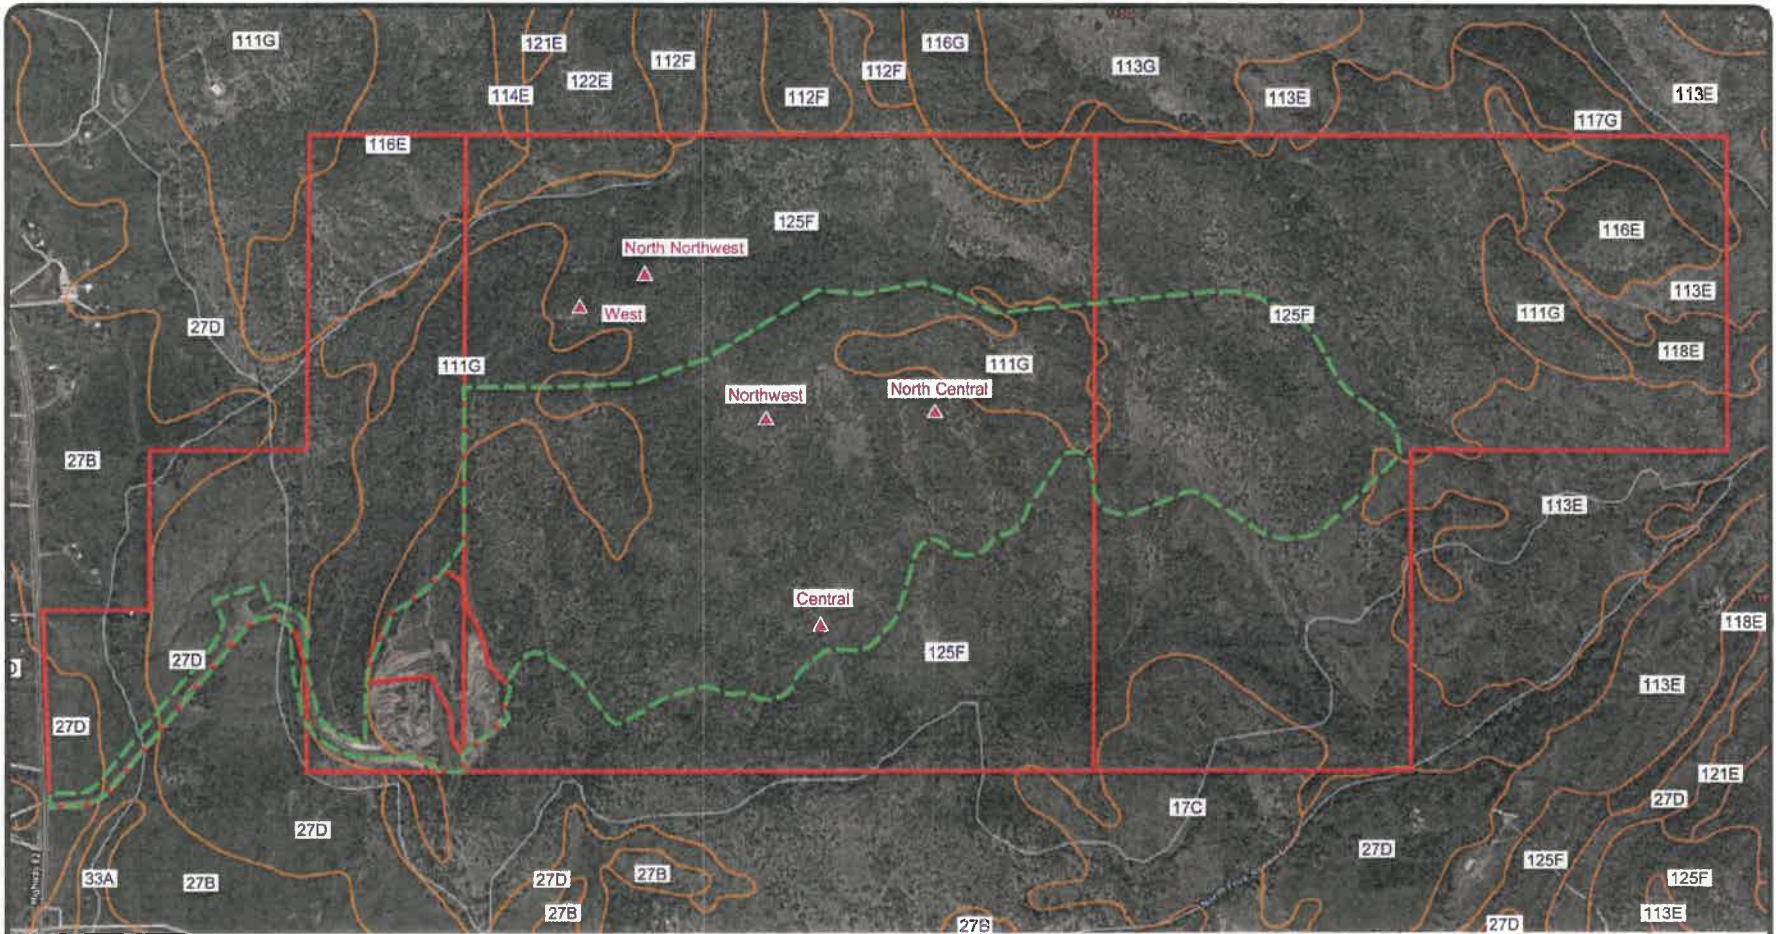 111G
121E
112F
116G
122E
112F
113G
114E
112F
113E
113E
117G
116E
125F
116E
North Northwest
113E
West
125F
111G
27D
118E
111G
111G
Northwest
North Central
27B
113E
Central
118E
125F
27D
113E
27D
121E
27D
17C
27D
27D
125F
33A
27B
27D
27B
125F
27B
113E
27B
27D